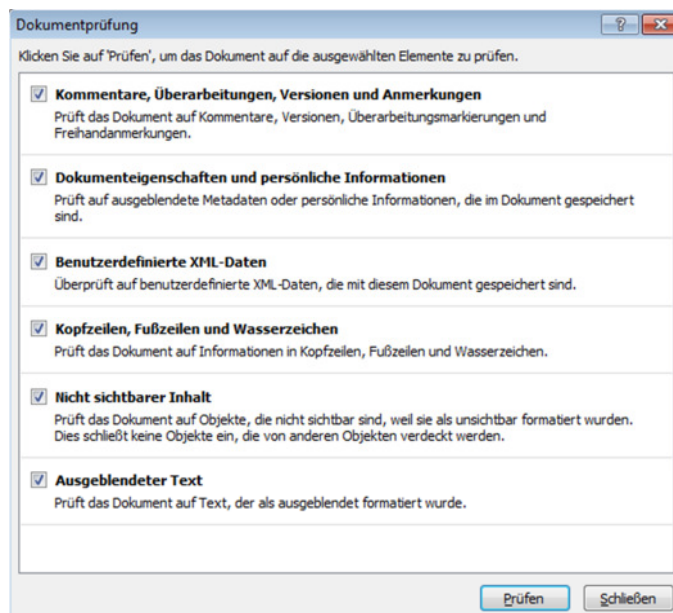 Dokumentprüfung
Klicken Sie auf 'Prüfen', um das Dokument auf die ausgewählten Elemente zu prüfen.
Kommentare, Überarbeitungen, Versionen und Anmerkungen
Prüft das Dokument auf Kommentare, Versionen, Überarbeitungsmarkierungen und
Freihandanmerkungen.
Dokumenteigenschaften und persönliche Informationen
Prüft auf ausgeblendete Metadaten oder persönliche Informationen, die im Dokument gespeichert
sind.
Benutzerdefinierte XML-Daten
Überprüft auf benutzerdefinierte XML-Daten, die mit diesem Dokument gespeichert sind.
Kopfzeilen, Fußzeilen und Wasserzeichen
Prüft das Dokument auf Informationen in Kopfzeilen, Fußzeilen und Wasserzeichen.
Nicht sichtbarer Inhalt
Prüft das Dokument auf Objekte, die nicht sichtbar sind, weil sie als unsichtbar formatiert wurden.
Dies schließt keine Objekte ein, die von anderen Objekten verdeckt werden.
Ausgeblendeter Text
Prüft das Dokument auf Text, der als ausgeblendet formatiert wurde.
Prüfen Schließen